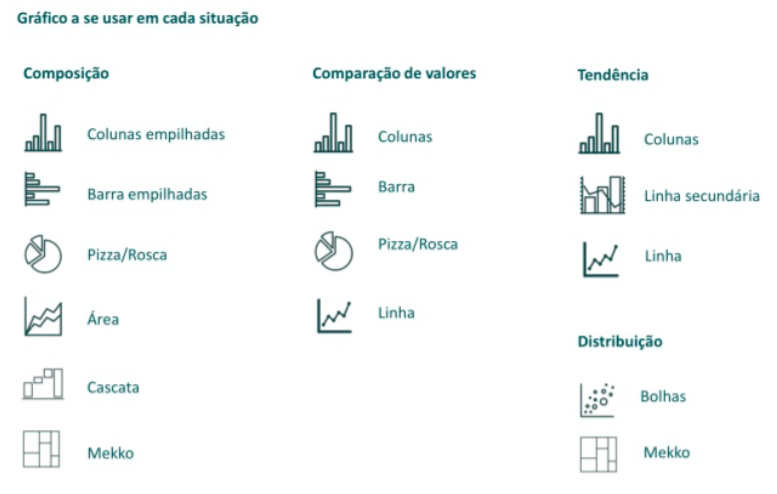 Gráfico a se usar em cada situação
Composição
Colunas empilhadas
Barra empilhadas
Pizza/Rosca
Área
Cascata
Mekko
Comparação de valores
Colunas
Barra
Pizza/Rosca
Linha
Tendência
Colunas
Linha secundária
Linha
Distribuição
Bolhas
Mekko